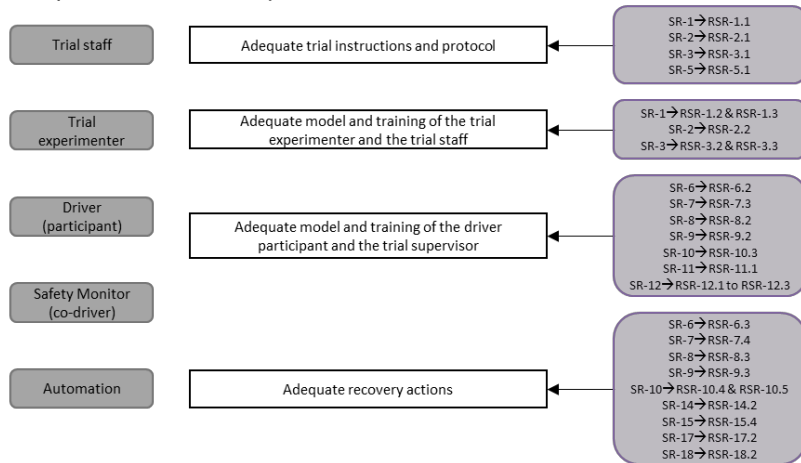 Trial staff
Adequate trial instructions and protocol
SR-1→RSR-1.1
SR-2→RSR-2.1
SR-3→RSR-3.1
SR-5→RSR-5.1
Trial
experimenter
Adequate model and training of the trial
experimenter and the trial staff
SR-1→RSR-1.2 & RSR-1.3
SR-2→RSR-2.2
SR-3→RSR-3.2 & RSR-3.3
Driver
(participant)
Adequate model and training of the driver
participant and the trial supervisor
SR-6→RSR-6.2
SR-7→RSR-7.3
SR-8→RSR-8.2
SR-9→RSR-9.2
SR-10→RSR-10.3
SR-11→RSR-11.1
SR-12→RSR-12.1 to RSR-12.3
Safety Monitor
(co-driver)
Automation
Adequate recovery actions
SR-6→RSR-6.3
SR-7→RSR-7.4
SR-8→RSR-8.3
SR-9→RSR-9.3
SR-10→RSR-10.4 & RSR-10.5
SR-14→RSR-14.2
SR-15→RSR-15.4
SR-17→RSR-17.2
SR-18→RSR-18.2